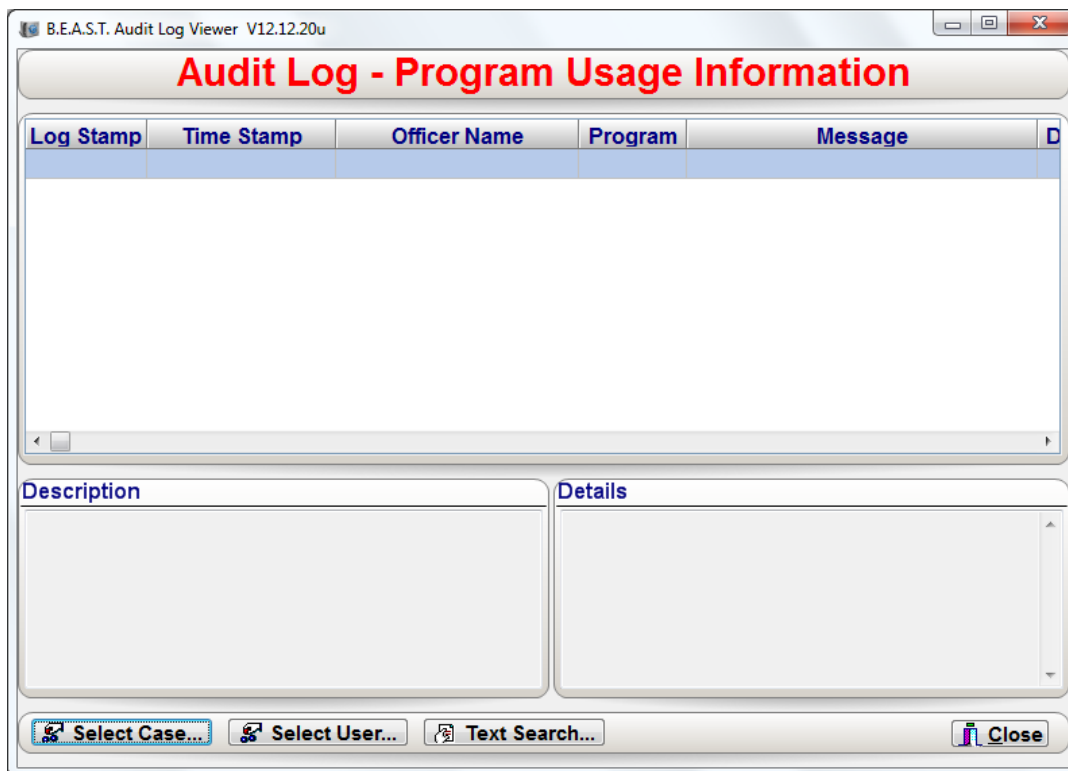 B.E.A.S.T. Audit Log Viewer V12.12.20u
Audit Log - Program Usage Information
Log Stamp Time Stamp Officer Name Program Message D
Description Details
Select Case... Select User... Text Search... Close